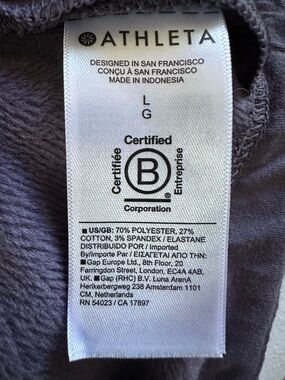 ATHLETA
DESIGNED IN SAN FRANCISCO
CONÇU À SAN FRANCISCO
MADE IN INDONESIA
L
G
Certified
Certifiée
B
Entreprise
Corporation
■ US/GB: 70% POLYESTER, 27%
COTTON, 3% SPANDEX / ELASTANE
DISTRIBUIDO POR / Imported
By/Importe Par / ΕΙΣΑΓΕΤΑΙ ΑΠΟ ΤΗΝ:
■ Gap Europe Ltd., 8th Floor, 20
Farringdon Street, London, EC4A 4AB,
UK. ■ Gap (RHC) B.V. Luna ArenA
Herikerbergweg 238 Amsterdam 1101
CM, Netherlands
RN 54023 / CA 17897